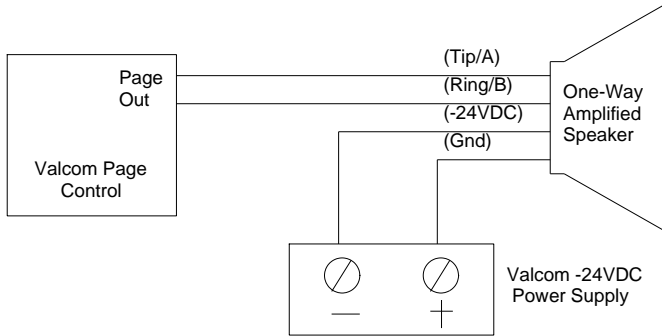 (Tip/A)
Page
Out
(Ring/B)
One-Way
Amplified
Speaker
(-24VDC)
(Gnd)
Valcom Page
Control
Valcom -24VDC
Power Supply
— +